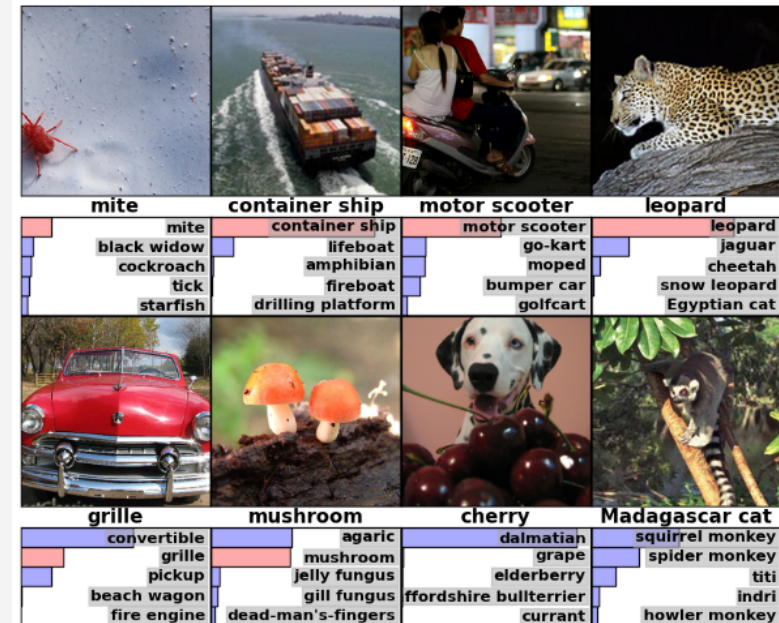 mite
container ship
motor scooter
leopard
mite
black widow
cockroach
tick
starfish
container ship
lifeboat
amphibian
fireboat
drilling platform
motor scooter
go-kart
moped
bumper car
golfcart
leopard
jaguar
cheetah
snow leopard
Egyptian cat
grille
mushroom
cherry
Madagascar cat
convertible
grille
pickup
beach wagon
fire engine
agaric
mushroom
jelly fungus
gill fungus
dead-man's-fingers
dalmatian
grape
elderberry
ffordshire bullterrier
currant
squirrel monkey
spider monkey
titi
indri
howler monkey